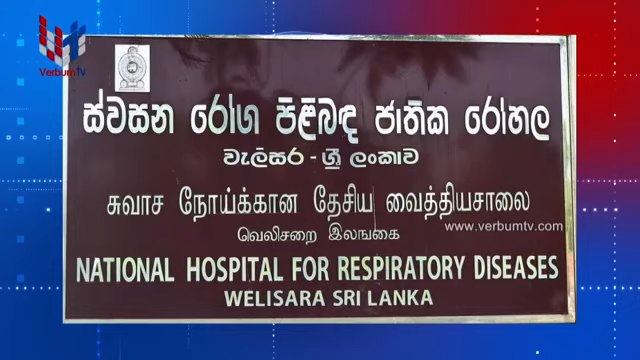 VerbumTV
ස්වසන රෝග පිළිබඳ ජාතික රෝහල
වැලිසර - ශ්‍රී ලංකාව
சுவாச நோய்க்கான தேசிய வைத்தியசாலை
www.verbumtv.com
வெலிசறை இலங்கை
NATIONAL HOSPITAL FOR RESPIRATORY DISEASES
WELISARA SRI LANKA